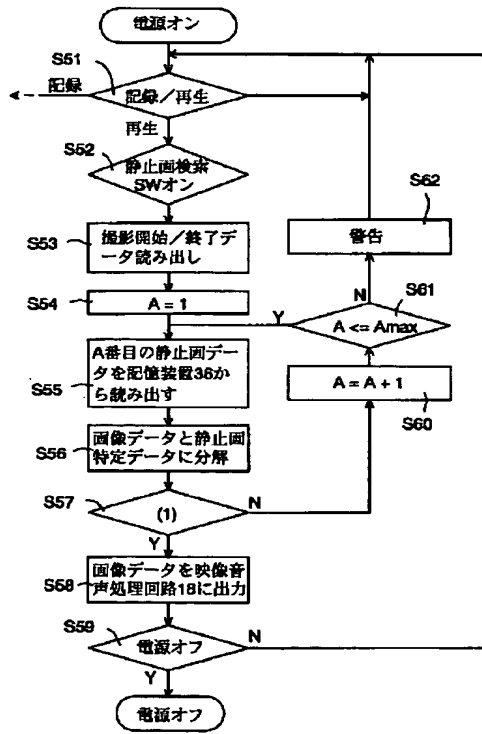 電源オン
S51
記録
記録／再生
再生
S52
静止画検索
SWオン
S62
S53
撮影開始／終了デ
ータ読み出し
警告
S54
A = 1
N
S61
Y
A <= Amax
A番目の静止画デ
ータを記憶装置36か
ら読み出す
S55
A = A + 1
S60
S56
画像データと静止画
特定データに分解
S57
(1)
N
Y
S58
画像データを映像音
声処理回路18に出力
S59
電源オフ
N
Y
電源オフ